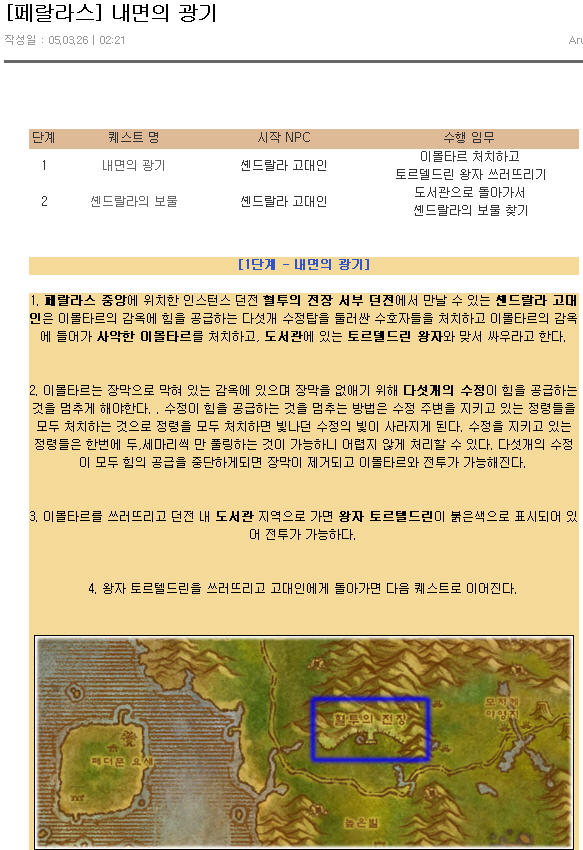 [페랄라스] 내면의 광기
작성일 : 05,03,26 | 02:21
Aru
단계 퀘스트 명 시작 NPC 수행 임무
1 내면의 광기 센드랄라 고대인 이몰타르 처치하고
토르델드린 왕자 쓰러뜨리기
2 센드랄라의 보물 센드랄라 고대인 도서관으로 돌아가서
센드랄라의 보물 찾기
[1단계 - 내면의 광기]
1. 페랄라스 중앙에 위치한 인스턴스 던전 혈투의 전장 서부 던전에서 만날 수 있는 센드랄라 고대
인은 이몰타르의 감옥에 힘을 공급하는 다섯개 수정탑을 둘러싼 수호자들을 처치하고 이몰타르의 감옥
에 들어가 사악한 이몰타르를 처치하고, 도서관에 있는 토르델드린 왕자와 맞서 싸우라고 한다.
2. 이몰타르는 장막으로 막혀 있는 감옥에 있으며 장막을 없애기 위해 다섯개의 수정이 힘을 공급하는
것을 멈추게 해야한다. . 수정이 힘을 공급하는 것을 멈추는 방법은 수정 주변을 지키고 있는 정령들을
모두 처치하는 것으로 정령을 모두 처치하면 빛나던 수정의 빛이 사라지게 된다. 수정을 지키고 있는
정령들은 한번에 두,세마리씩 만 풀링하는 것이 가능하니 어렵지 않게 처리할 수 있다. 다섯개의 수정
이 모두 힘의 공급을 중단하게되면 장막이 제거되고 이몰타르와 전투가 가능해진다.
3. 이몰타르를 쓰러뜨리고 던전 내 도서관 지역으로 가면 왕자 토르텔드린이 붉은색으로 표시되어 있
어 전투가 가능하다.
4. 왕자 토르텔드린을 쓰러뜨리고 고대인에게 돌아가면 다음 퀘스트로 이어진다.
혈투의 전장
모자케
야영지
페더문 요새
높은벌